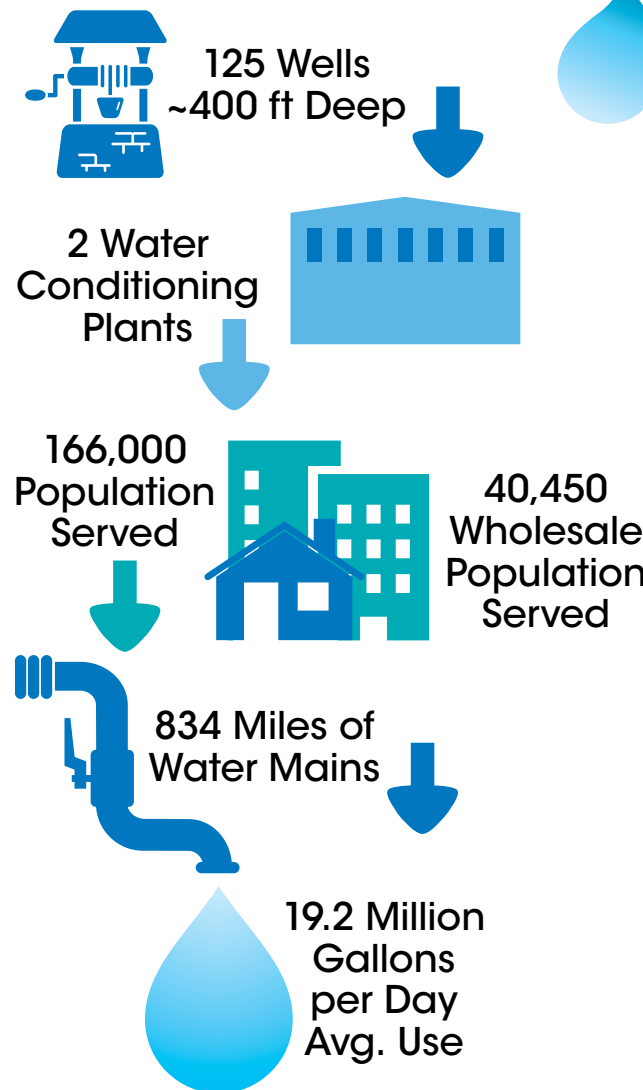 125 Wells
~400 ft Deep
2 Water
Conditioning
Plants
166,000
Population
Served
40,450
Wholesale
Population
Served
834 Miles of
Water Mains
19.2 Million
Gallons
per Day
Avg. Use